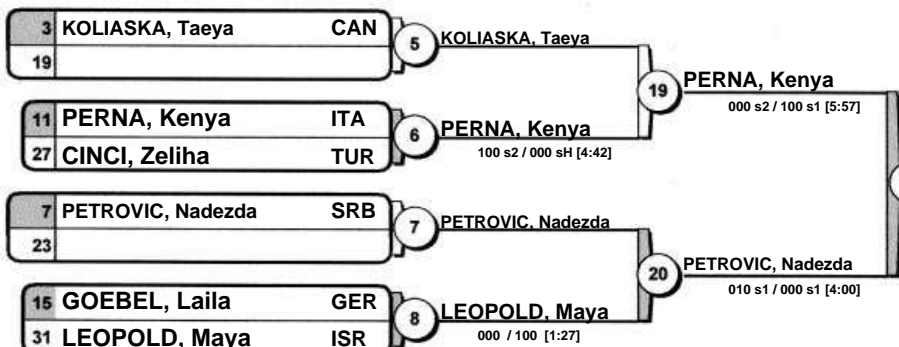 3 KOLIASKA, Taeya CAN
19
5
KOLIASKA, Taeya
11 PERNA, Kenya ITA
27 CINCI, Zeliha TUR
6
PERNA, Kenya
100 s2 / 000 sH [4:42]
19
PERNA, Kenya
000 s2 / 100 s1 [5:57]
7 PETROVIC, Nadezda SRB
23
7
PETROVIC, Nadezda
15 GOEBEL, Laila GER
31 LEOPOLD, Maya ISR
8
LEOPOLD, Maya
000 / 100 [1:27]
20
PETROVIC, Nadezda
010 s1 / 000 s1 [4:00]